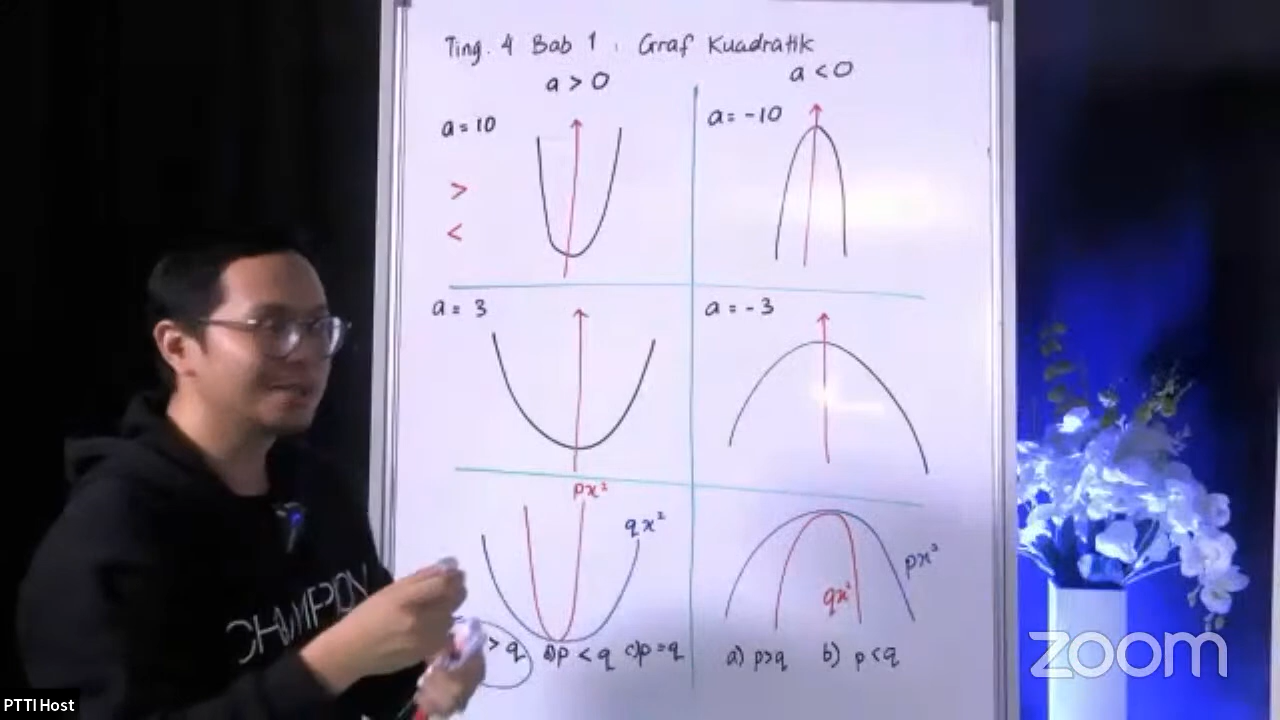 Ting. 4 Bab 1 : Graf Kuadratik
a > 0
a < 0
a = 10
a = -10
>
<
a = 3
a = -3
px²
qx²
px²
qx²
> q b) p < q c) p = q
a) p>q b) p < q
CHAMPION
zoom
PTTI Host